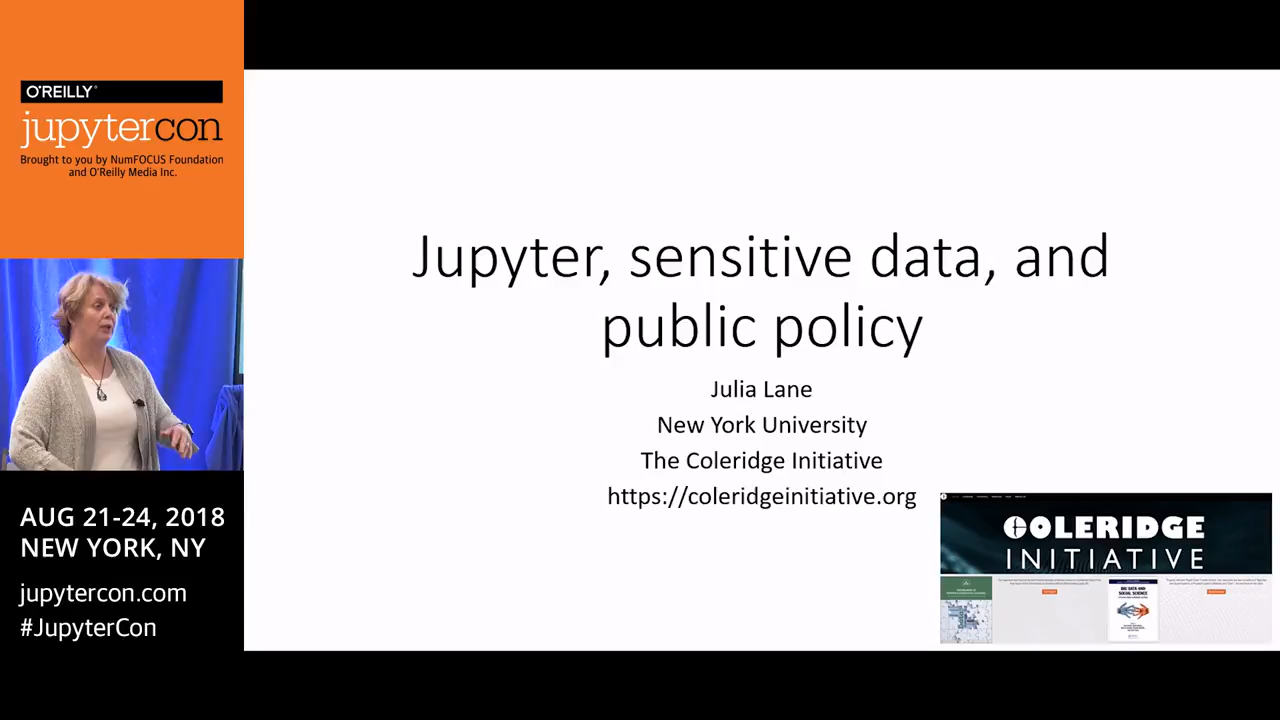 O'REILLY®
jupytercon
Brought to you by NumFOCUS Foundation
and O'Reilly Media Inc.
AUG 21-24, 2018
NEW YORK, NY
jupytercon.com
#JupyterCon
Jupyter, sensitive data, and
public policy
Julia Lane
New York University
The Coleridge Initiative
https://coleridgeinitiative.org
COLERIDGE
INITIATIVE
BIG DATA AND
SOCIAL SCIENCE